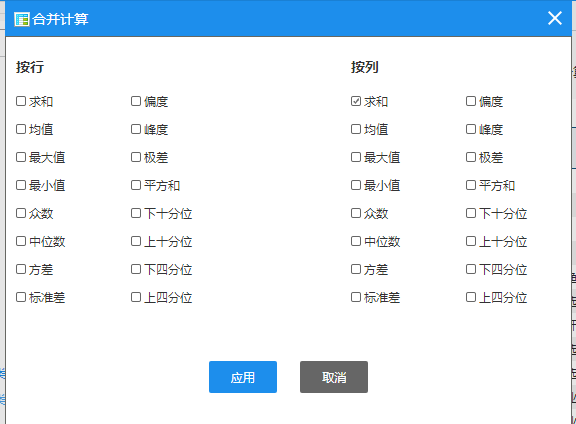 合并计算
按行 按列
求和 偏度 求和 偏度
均值 峰度 均值 峰度
最大值 极差 最大值 极差
最小值 平方和 最小值 平方和
众数 下十分位 众数 下十分位
中位数 上十分位 中位数 上十分位
方差 下四分位 方差 下四分位
标准差 上四分位 标准差 上四分位
应用 取消